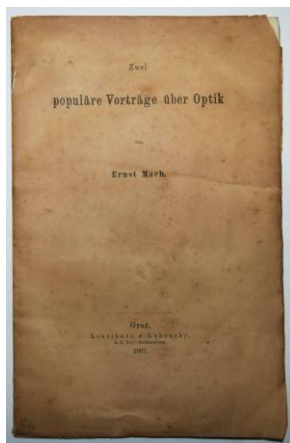 Zwei
populäre Vorträge über Optik
von
Ernst Mach.
Graz,
Leuschner & Lubensky,
1867.